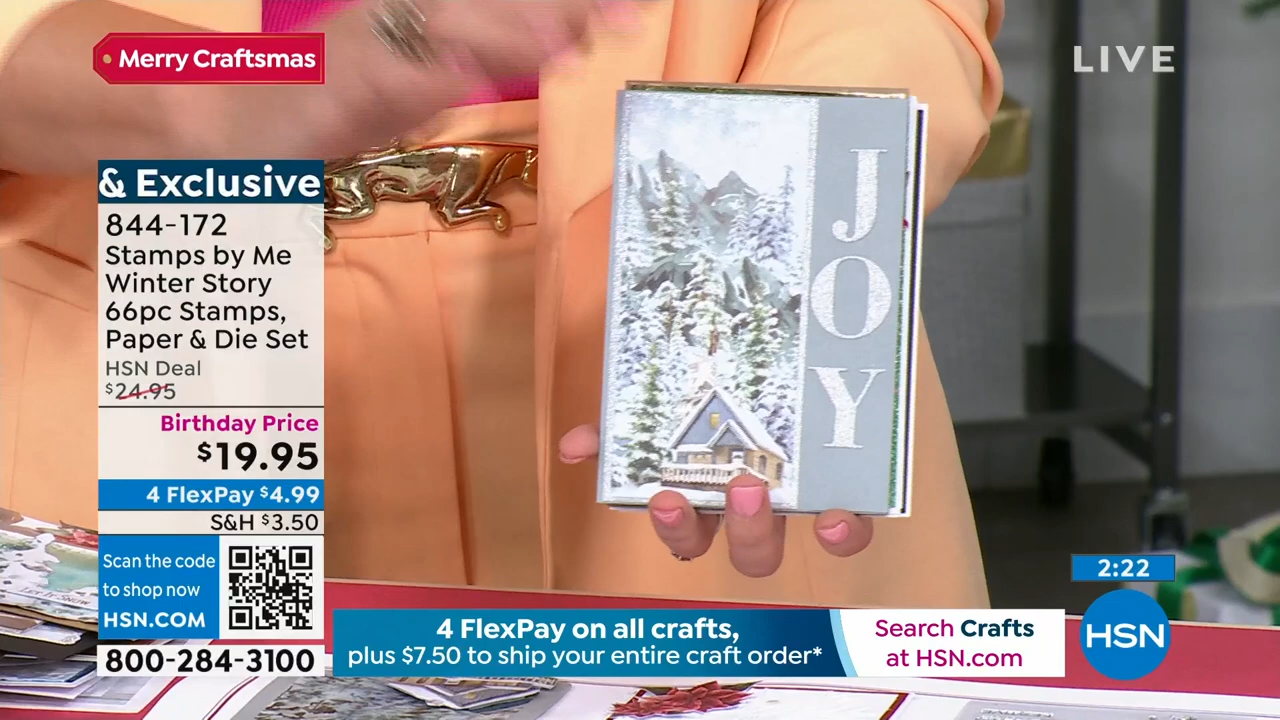 Merry Craftsmas
LIVE
& Exclusive
844-172
Stamps by Me
Winter Story
66pc Stamps,
Paper & Die Set
HSN Deal
$24.95
Birthday Price
$19.95
4 FlexPay $4.99
S&H $3.50
Scan the code
to shop now
HSN.COM
800-284-3100
JOY
4 FlexPay on all crafts,
plus $7.50 to ship your entire craft order*
Search Crafts
at HSN.com
2:22
HSN